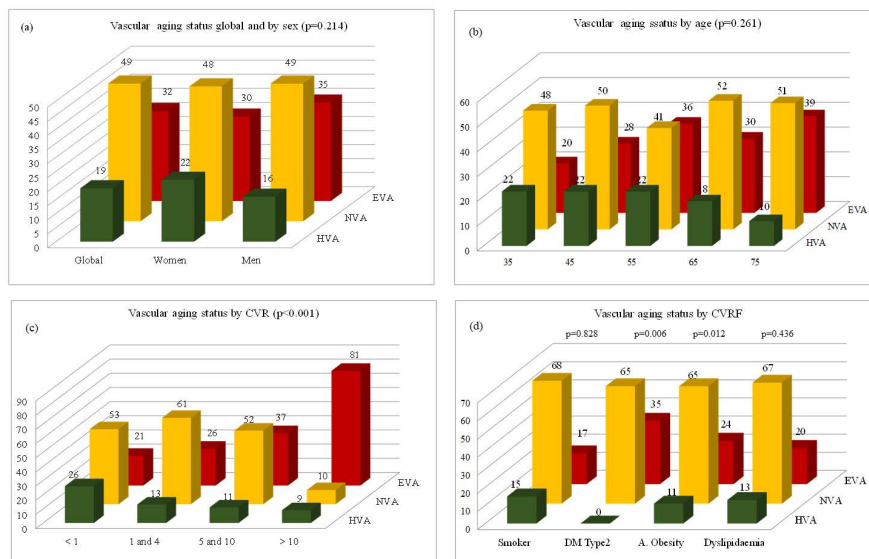 (a)
Vascular aging status global and by sex (p=0.214)
49 48 49
32 30 35
19 22 16
50
45
40
35
30
25
20
15
10
5
0
EVA
NVA
HVA
Global Women Men
(b)
Vascular aging ssatus by age (p=0.261)
48 50 41 52 51
20 28 36 30 39
22 22 22 18 10
60
50
40
30
20
10
0
EVA
NVA
HVA
35 45 55 65 75
(c)
Vascular aging status by CVR (p<0.001)
81
53 61 52 10
21 26 37
26 13 11 9
90
80
70
60
50
40
30
20
10
0
EVA
NVA
HVA
< 1 1 and 4 5 and 10 > 10
(d)
Vascular aging status by CVRF
p=0.828 p=0.006 p=0.012 p=0.436
68 65 65 67
17 35 24 20
15 0 11 13
70
60
50
40
30
20
10
0
EVA
NVA
HVA
Smoker DM Type2 A. Obesity Dyslipidaemia